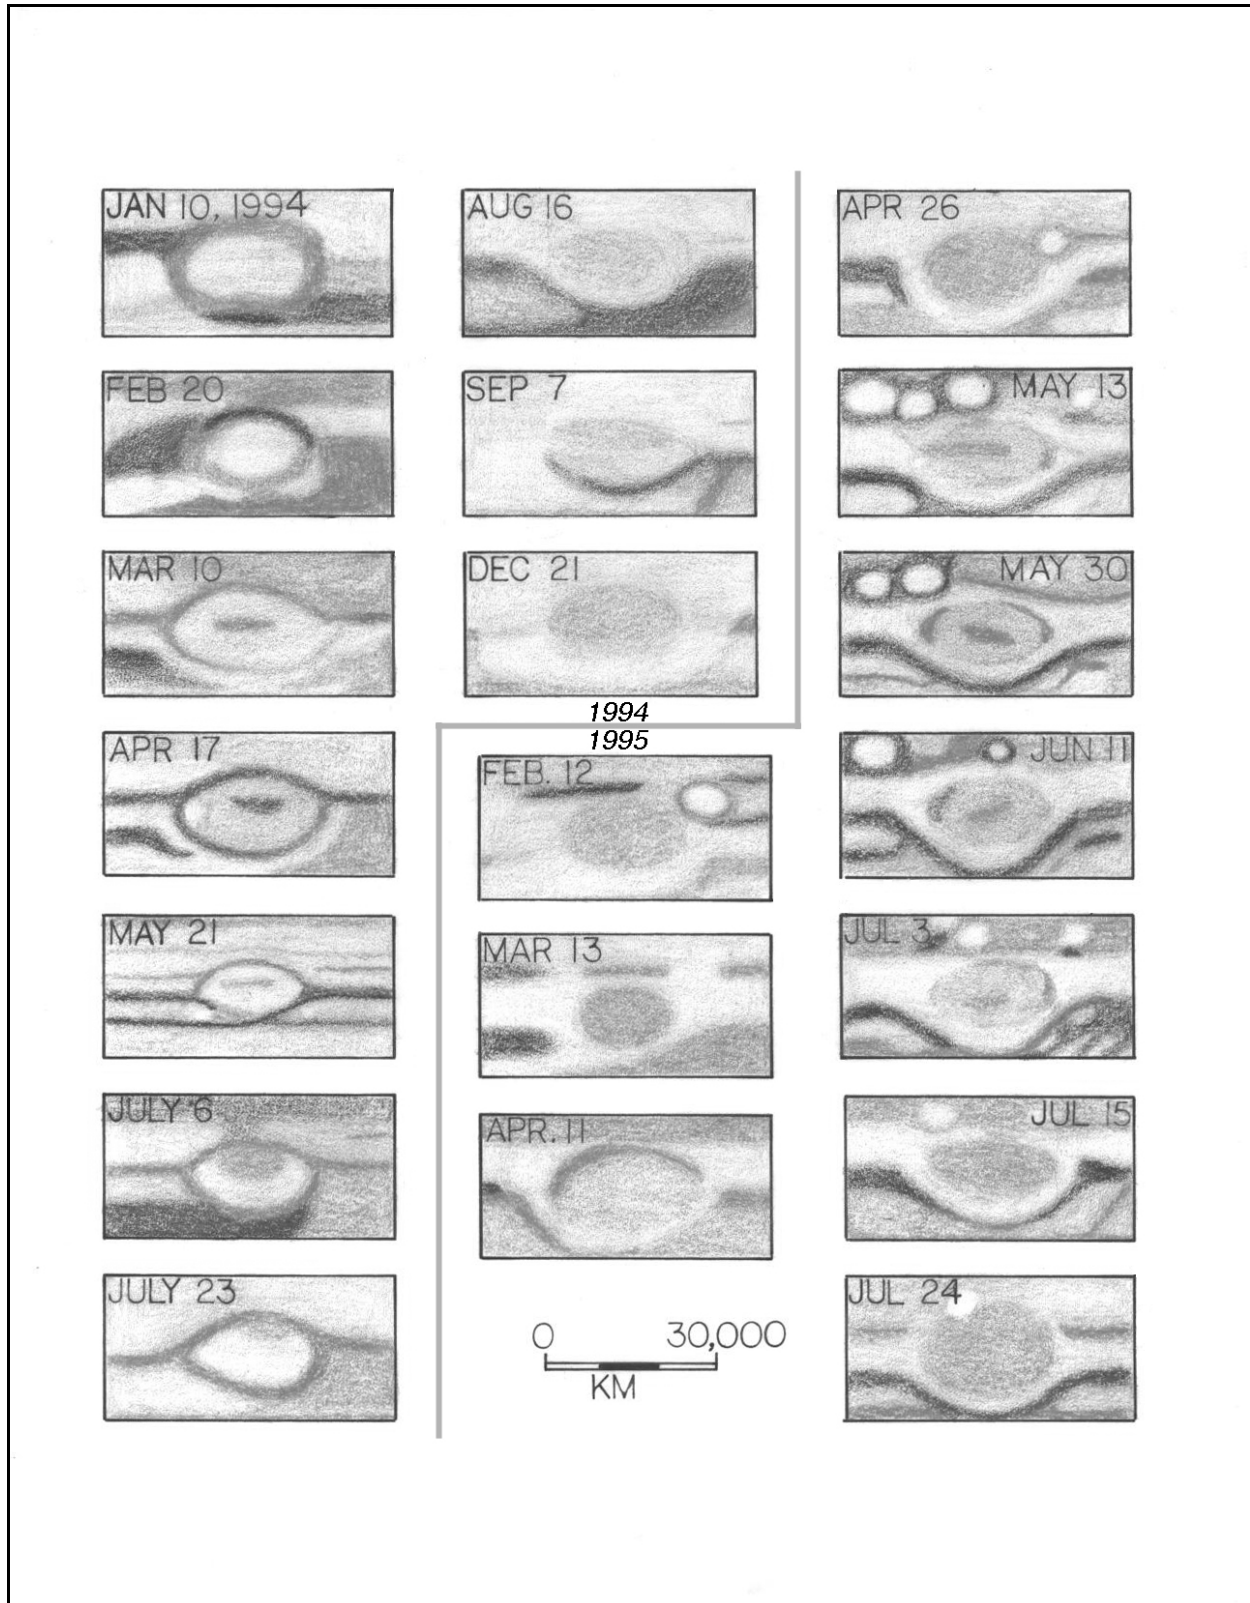 JAN 10, 1994
FEB 20
MAR 10
APR 17
MAY 21
JULY 6
JULY 23
AUG 16
SEP 7
DEC 21
1994
1995
FEB. 12
MAR 13
APR. 11
0 30,000
KM
APR 26
MAY 13
MAY 30
JUN 11
JUL 3
JUL 15
JUL 24